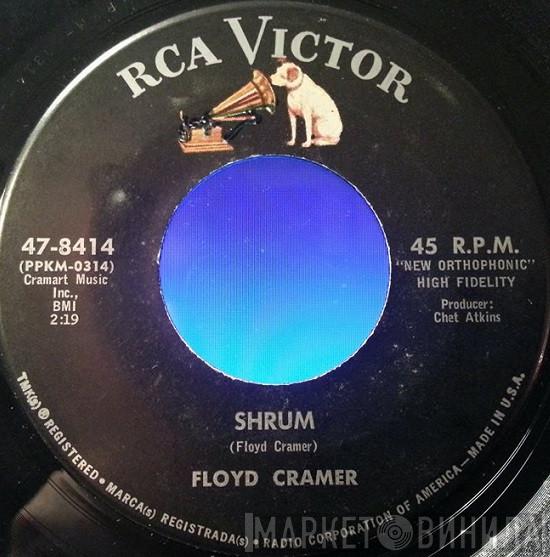 RCA VICTOR
47-8414
(PPKM-0314)
Cramart Music
Inc.,
BMI
2:19
45 R.P.M.
"NEW ORTHOPHONIC"
HIGH FIDELITY
Producer:
Chet Atkins
SHRUM
(Floyd Cramer)
FLOYD CRAMER
TMK(s) ® REGISTERED • MARCA(s) REGISTRADA(s) • RADIO CORPORATION OF AMERICA—MADE IN U.S.A.
МАРКЕТ ВИНИЛА